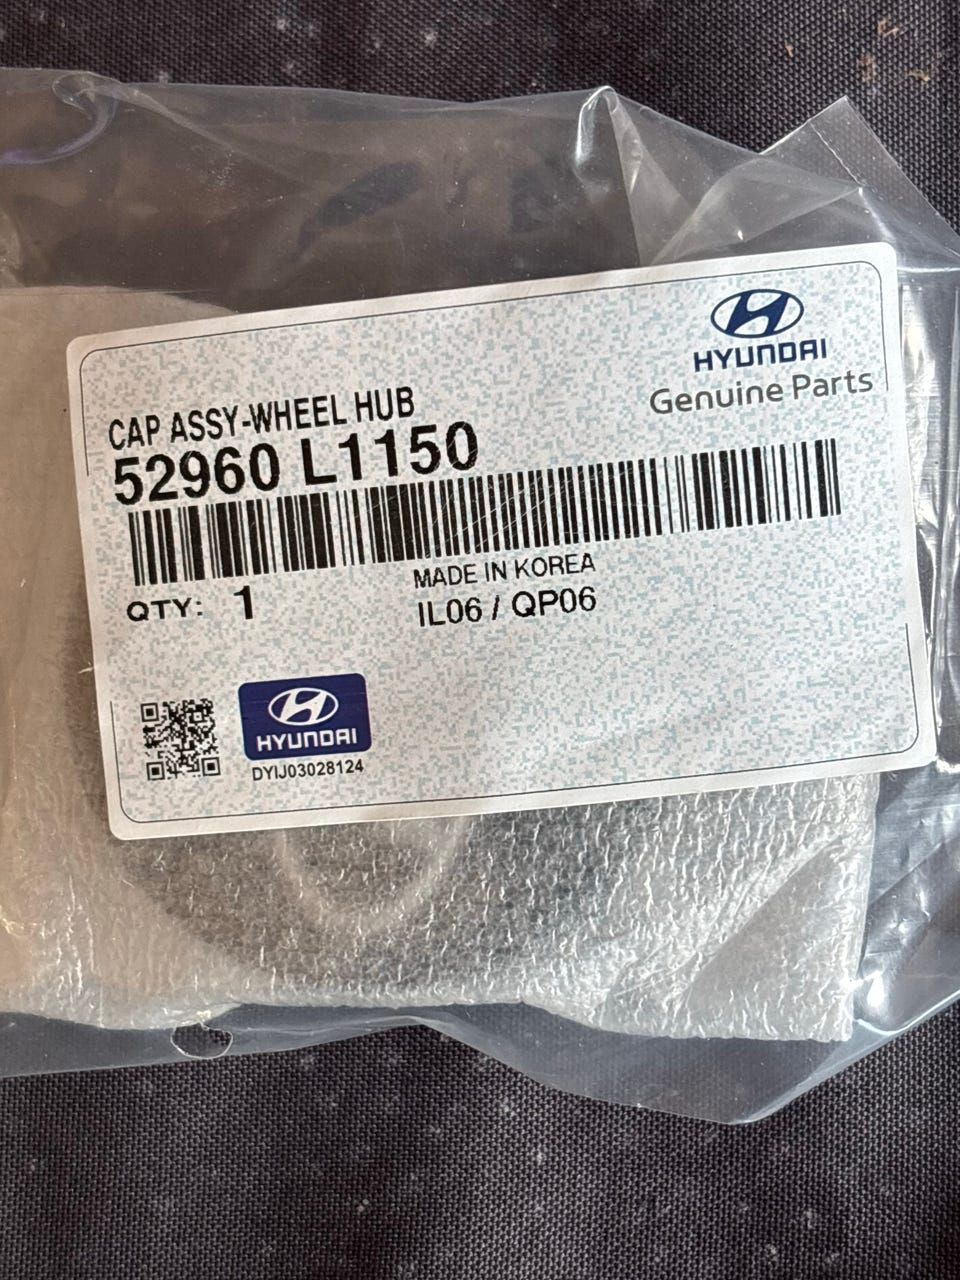 HYUNDAI
Genuine Parts
CAP ASSY-WHEEL HUB
52960 L1150
MADE IN KOREA
QTY: 1
IL06 / QP06
HYUNDAI
DYIJ03028124